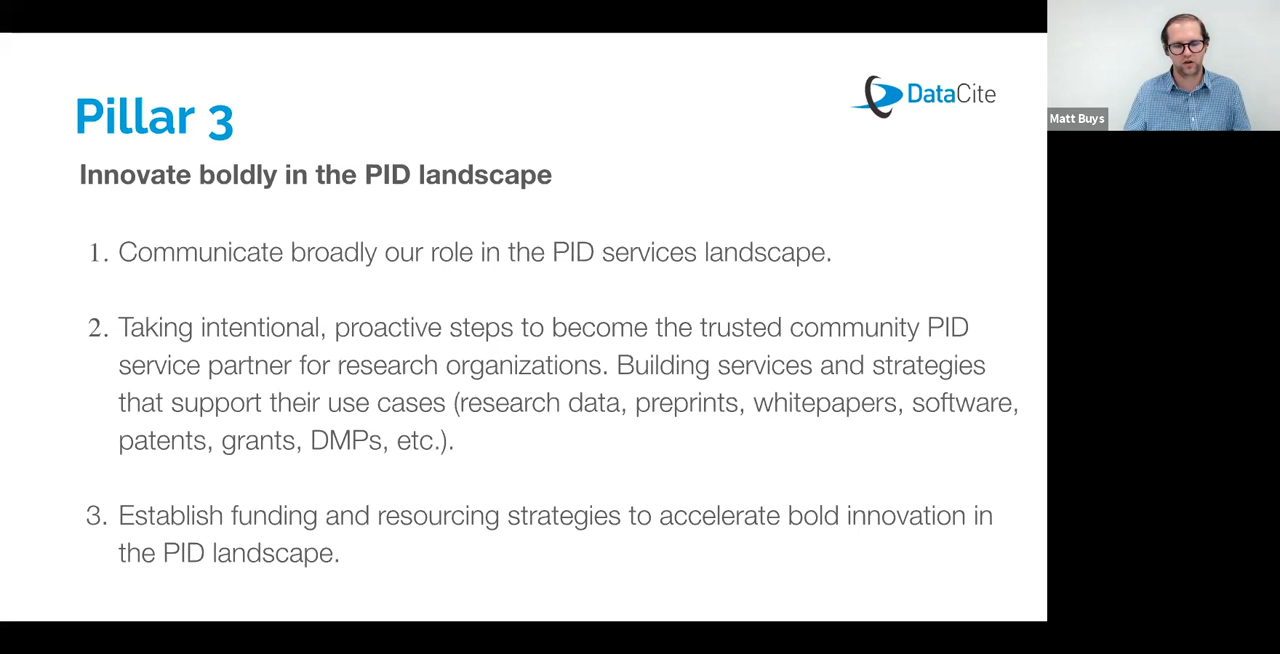 Pillar 3
DataCite
Matt Buys
Innovate boldly in the PID landscape
1. Communicate broadly our role in the PID services landscape.
2. Taking intentional, proactive steps to become the trusted community PID
service partner for research organizations. Building services and strategies
that support their use cases (research data, preprints, whitepapers, software,
patents, grants, DMPs, etc.).
3. Establish funding and resourcing strategies to accelerate bold innovation in
the PID landscape.